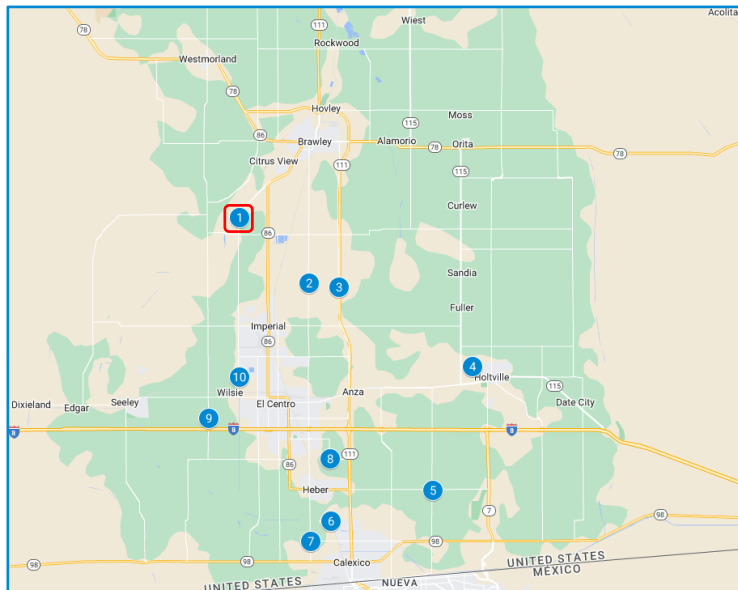 Acolita
Wiest
111
78
Rockwood
Westmorland
78
Hovley
Moss
115
86
Brawley
Alamorio
Orita
78
78
Citrus View
111
115
Curlew
1
86
Sandia
2
3
Fuller
Imperial
86
4
Holtville
10
Wilsie
Anza
115
Dixieland
Edgar
Seeley
El Centro
Date City
9
8
8
8
8
111
86
Heber
5
7
6
98
7
98
98
98
Calexico
UNITED STATES
MÉXICO
UNITED STATES
NUEVA